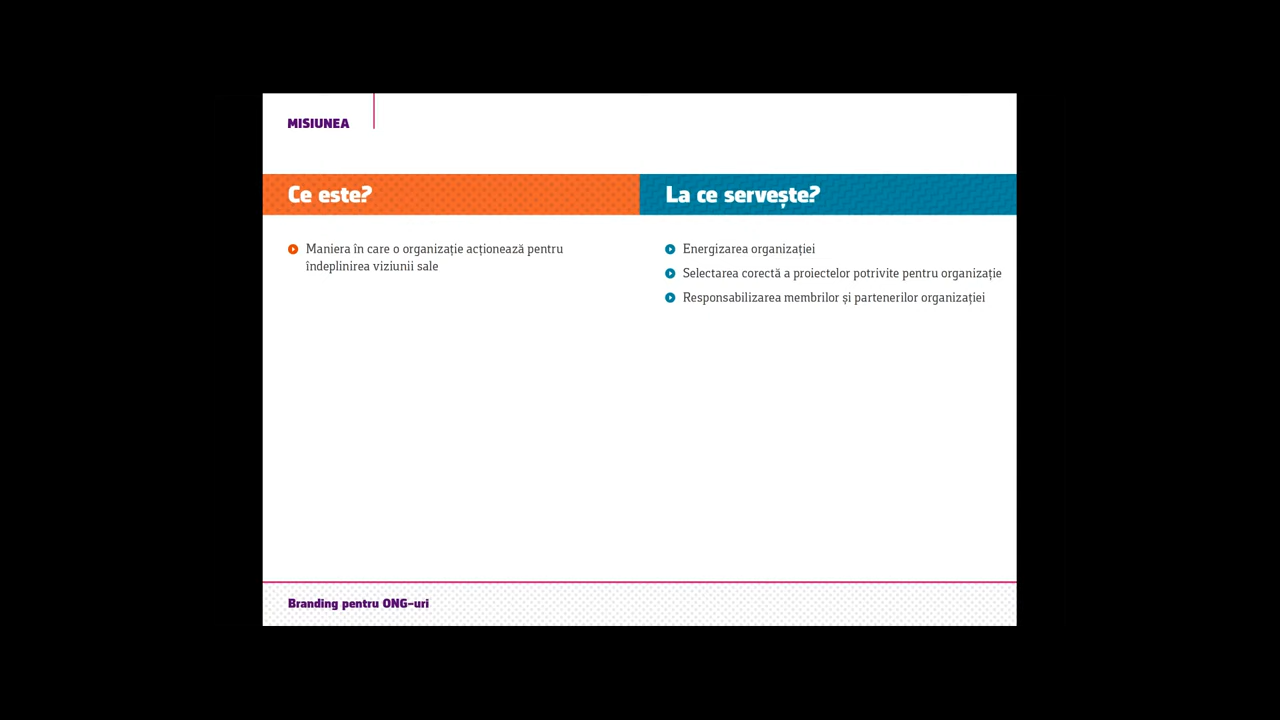 MISIUNEA
Ce este?
Maniera în care o organizație acționează pentru
îndeplinirea viziunii sale
La ce servește?
Energizarea organizației
Selectarea corectă a proiectelor potrivite pentru organizație
Responsabilizarea membrilor și partenerilor organizației
Branding pentru ONG-uri